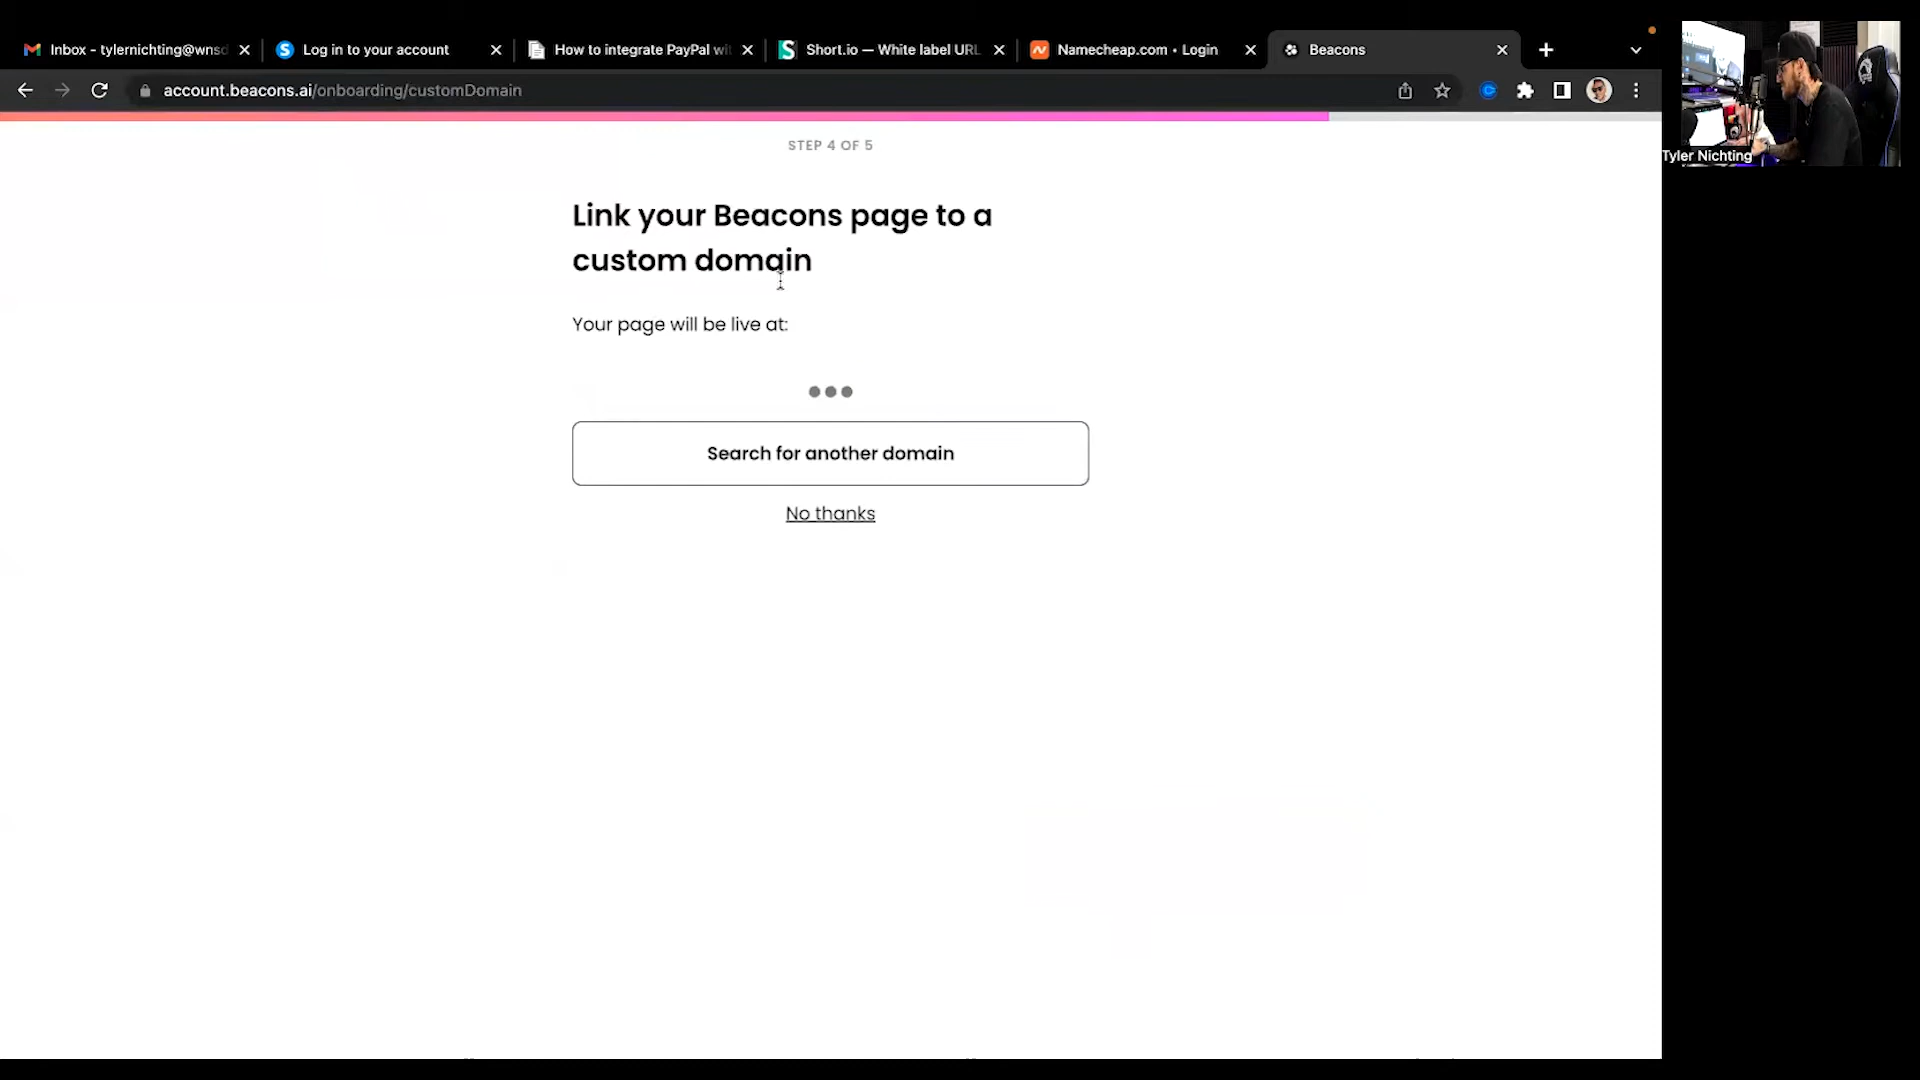 Inbox - tylernichting@wnsd
Log in to your account
How to integrate PayPal wi
Short.io — White label URL
Namecheap.com • Login
Beacons
account.beacons.ai/onboarding/customDomain
Tyler Nichting
STEP 4 OF 5
Link your Beacons page to a
custom domain
Your page will be live at:
Search for another domain
No thanks